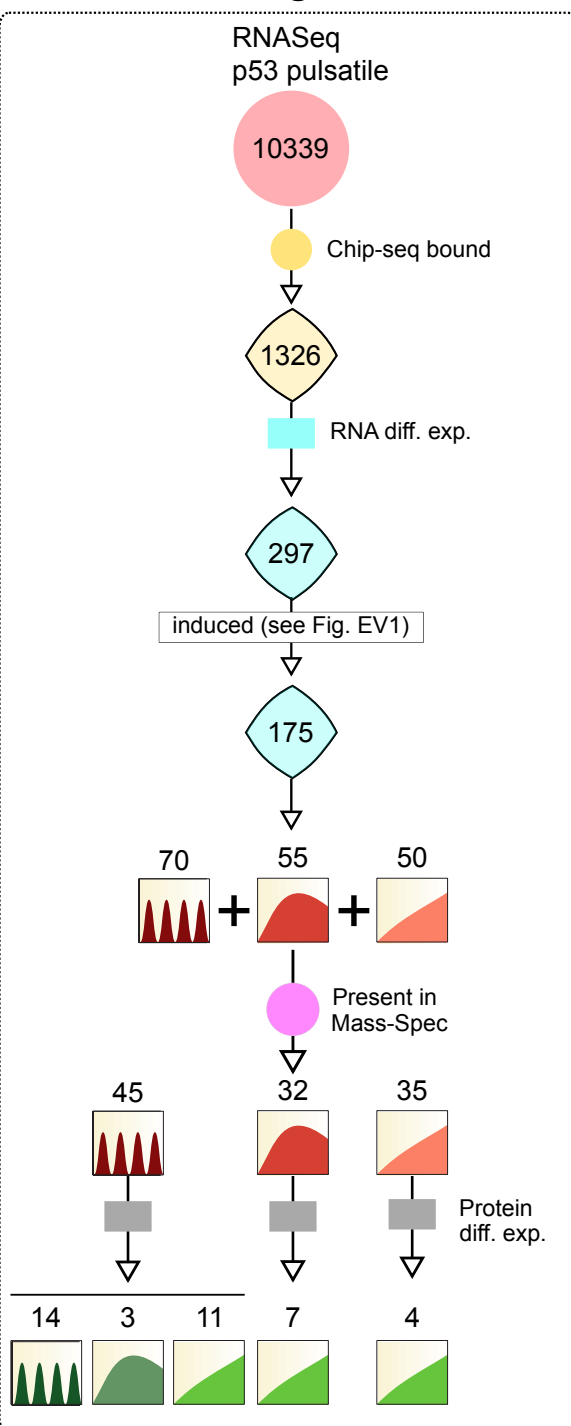 RNASeq
p53 pulsatile
10339
Chip-seq bound
1326
RNA diff. exp.
297
induced (see Fig. EV1)
175
70 55 50
+ +
Present in
Mass-Spec
45 32 35
Protein
diff. exp.
14 3 11 7 4